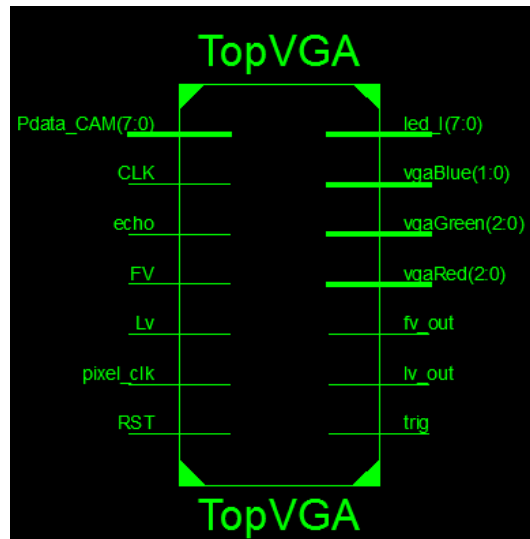 TopVGA
Pdata_CAM(7:0) led_l(7:0)
CLK vgaBlue(1:0)
echo vgaGreen(2:0)
FV vgaRed(2:0)
Lv fv_out
pixel_clk lv_out
RST trig
TopVGA